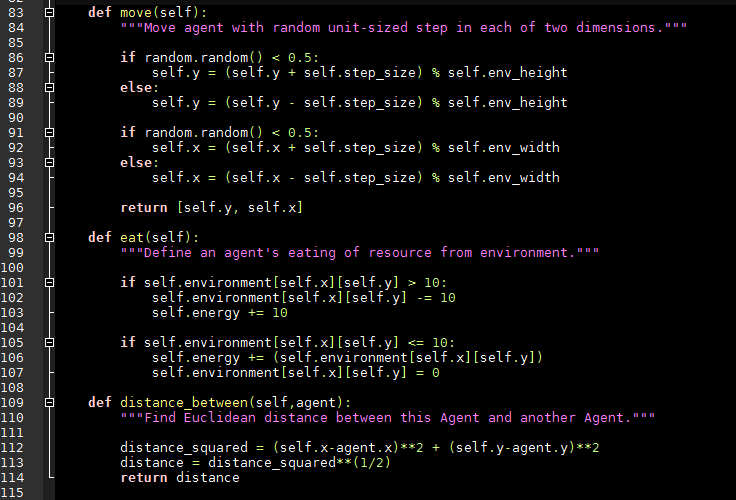 83     def move(self):
84         """Move agent with random unit-sized step in each of two dimensions."""
85
86         if random.random() < 0.5:
87             self.y = (self.y + self.step_size) % self.env_height
88         else:
89             self.y = (self.y - self.step_size) % self.env_height
90
91         if random.random() < 0.5:
92             self.x = (self.x + self.step_size) % self.env_width
93         else:
94             self.x = (self.x - self.step_size) % self.env_width
95
96         return [self.y, self.x]
97
98     def eat(self):
99         """Define an agent's eating of resource from environment."""
100
101         if self.environment[self.x][self.y] > 10:
102             self.environment[self.x][self.y] -= 10
103             self.energy += 10
104
105         if self.environment[self.x][self.y] <= 10:
106             self.energy += (self.environment[self.x][self.y])
107             self.environment[self.x][self.y] = 0
108
109     def distance_between(self,agent):
110         """Find Euclidean distance between this Agent and another Agent."""
111
112         distance_squared = (self.x-agent.x)**2 + (self.y-agent.y)**2
113         distance = distance_squared**(1/2)
114         return distance
115